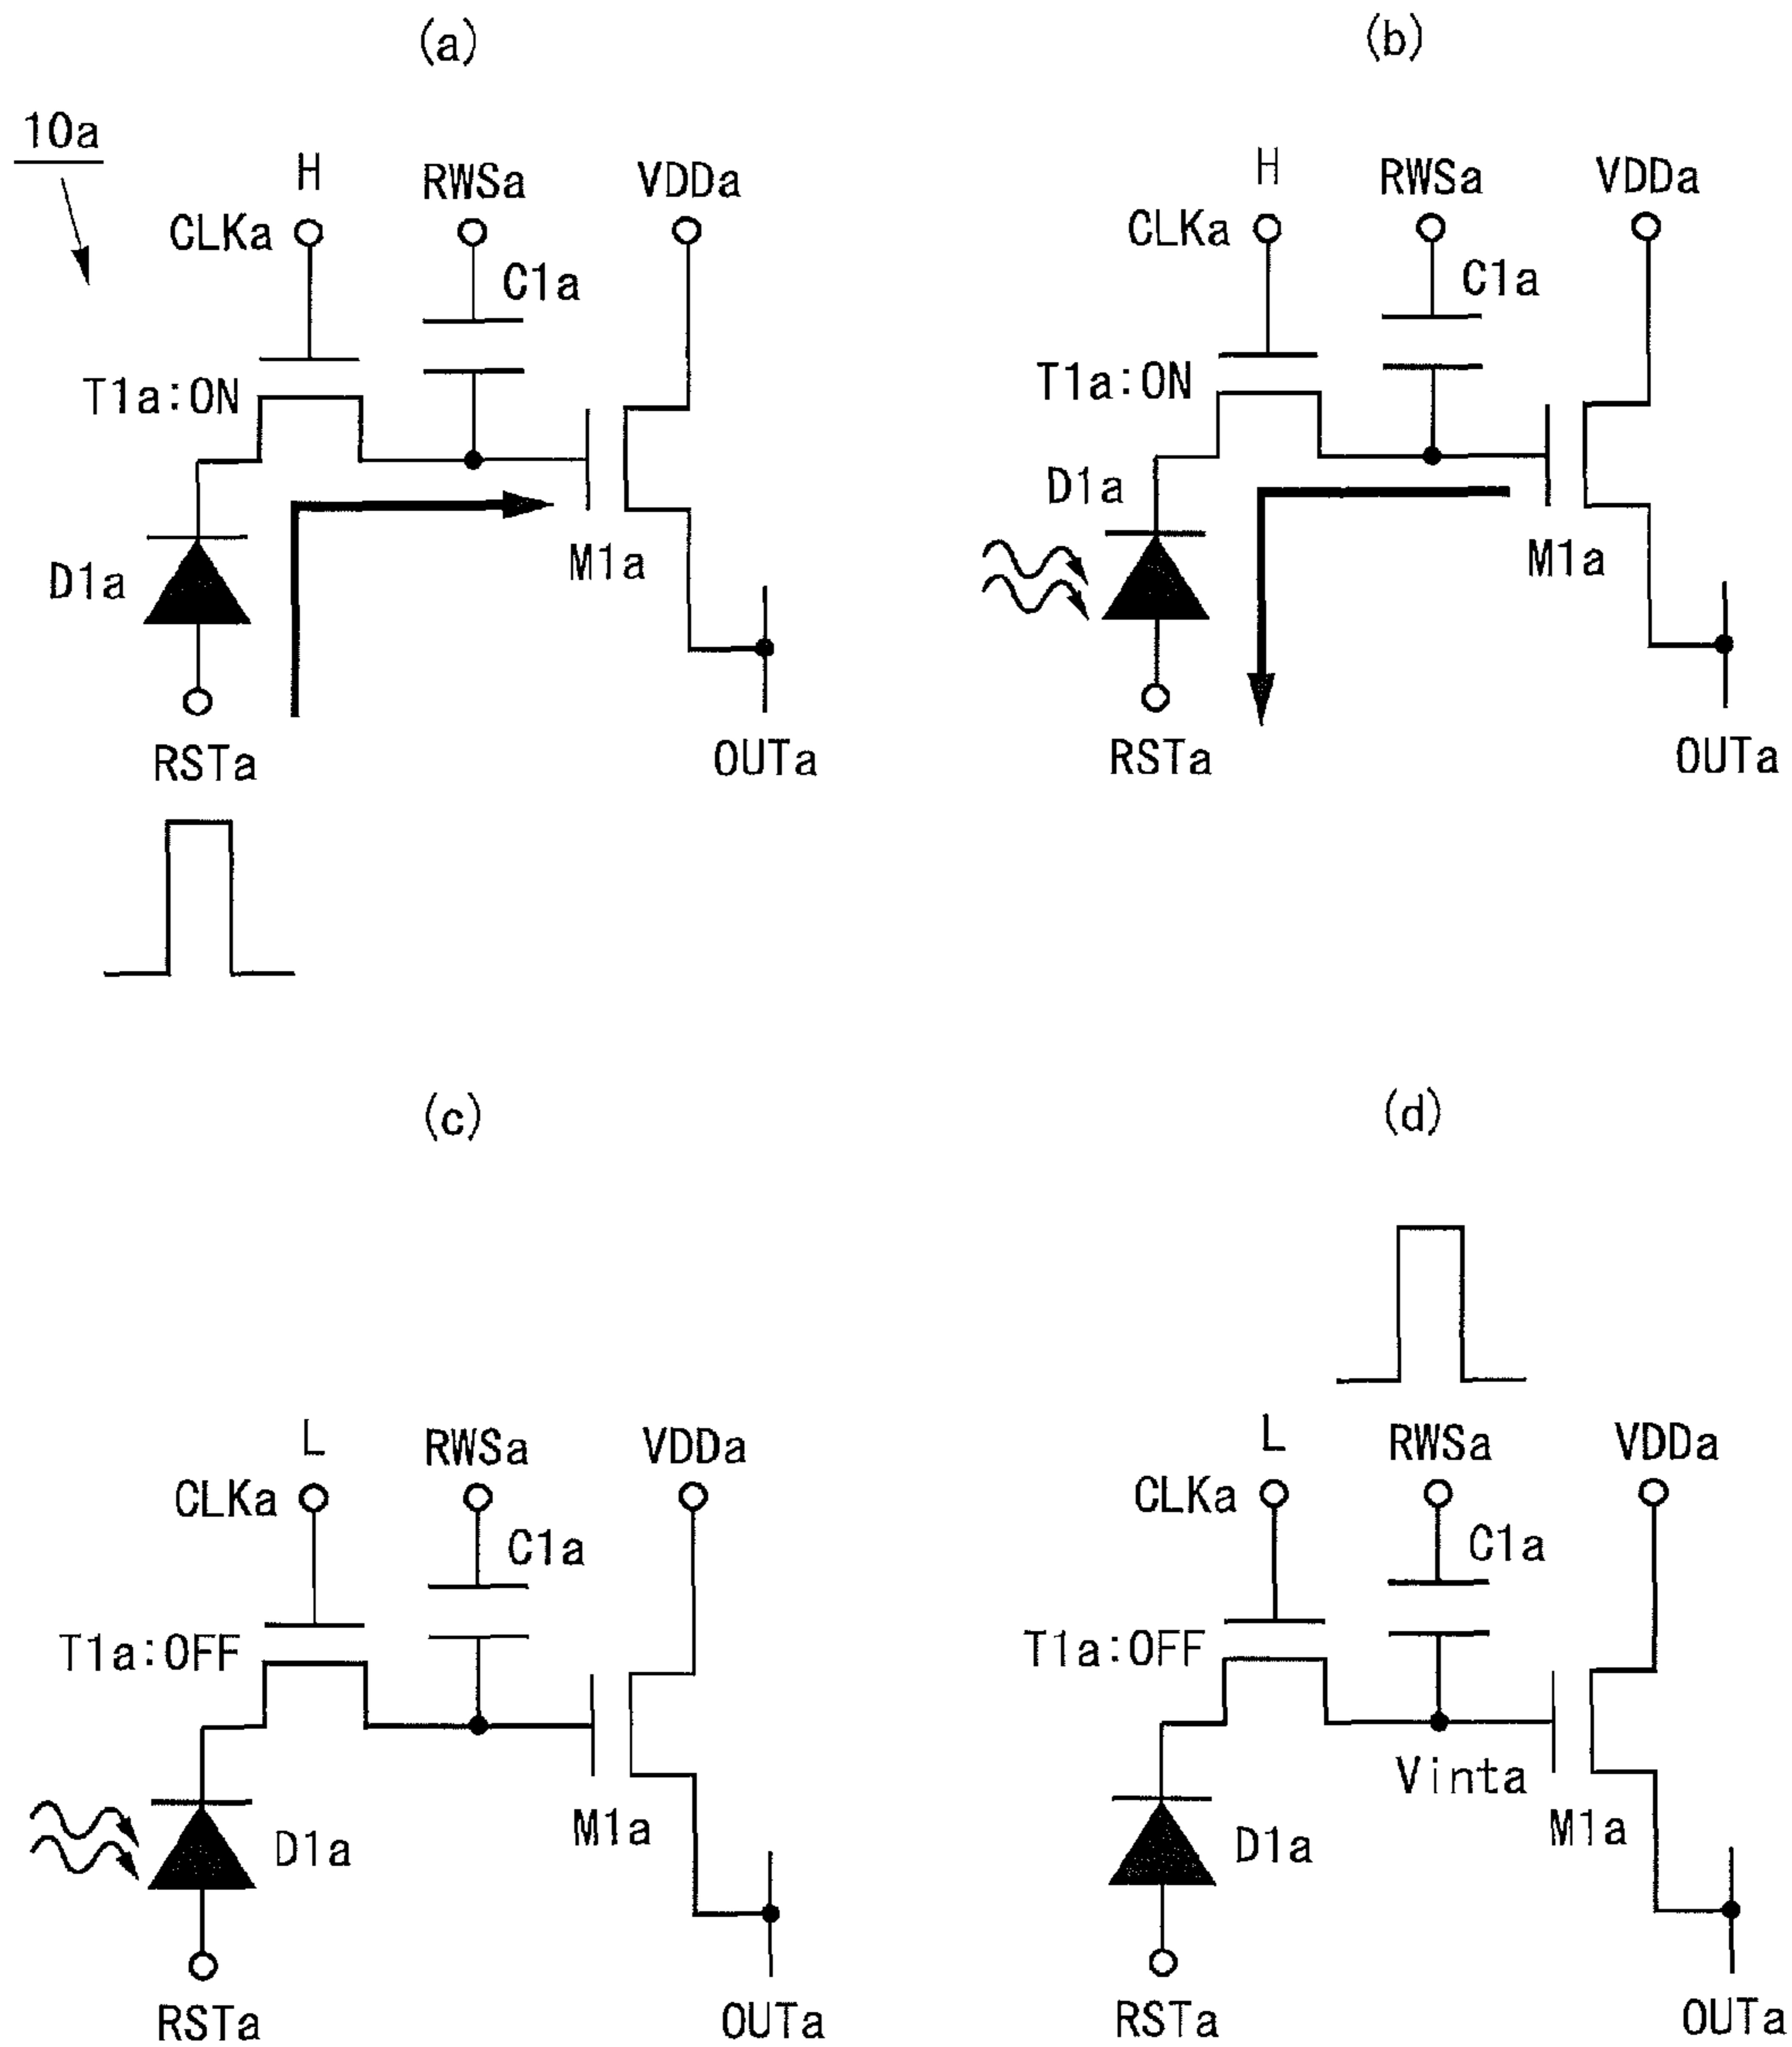 (a)
10a
H
CLKa
RWSa
VDDa
C1a
T1a:ON
D1a
M1a
RSTa
OUTa
(b)
H
CLKa
RWSa
VDDa
C1a
T1a:ON
D1a
M1a
RSTa
OUTa
(c)
L
CLKa
RWSa
VDDa
C1a
T1a:OFF
D1a
M1a
RSTa
OUTa
(d)
L
CLKa
RWSa
VDDa
C1a
T1a:OFF
Vinta
D1a
M1a
RSTa
OUTa